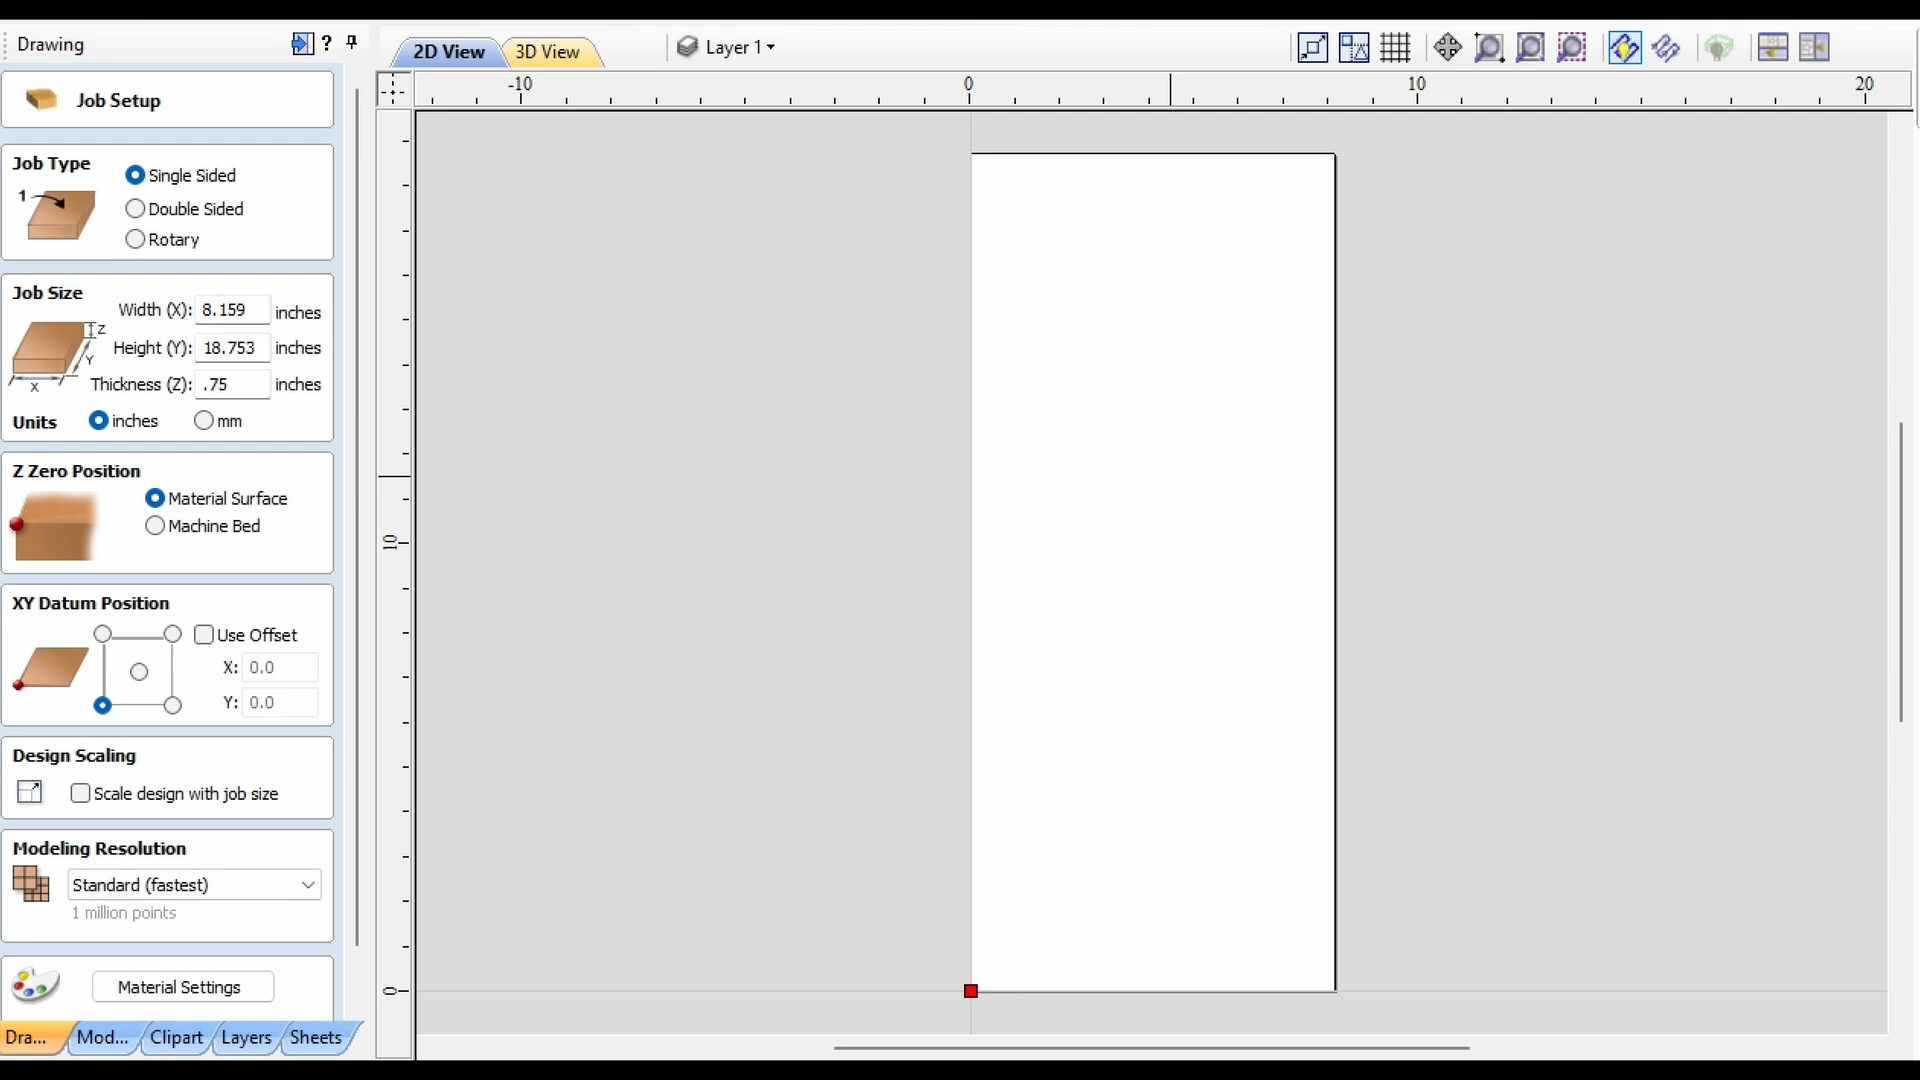 Drawing
?
2D View
3D View
Layer 1
Job Setup
-10
0
10
20
Job Type
1
Single Sided
Double Sided
Rotary
Job Size
Width (X): 8.159 inches
Z
Y
X
Height (Y): 18.753 inches
Thickness (Z): .75 inches
Units
inches
mm
Z Zero Position
Material Surface
Machine Bed
10
XY Datum Position
Use Offset
X: 0.0
Y: 0.0
Design Scaling
Scale design with job size
Modeling Resolution
Standard (fastest)
1 million points
Material Settings
0
Dra...
Mod...
Clipart
Layers
Sheets